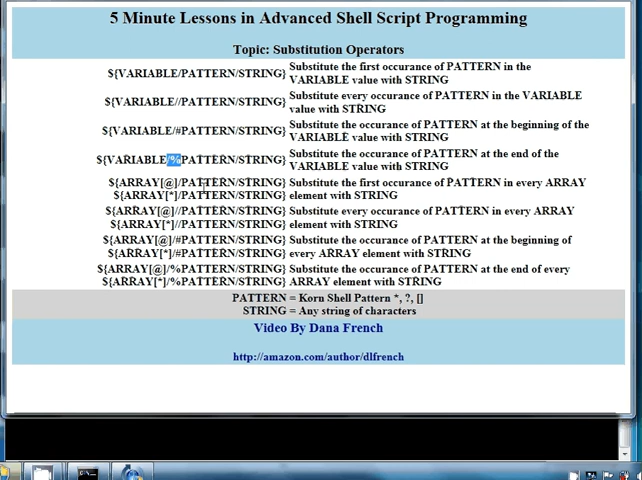 5 Minute Lessons in Advanced Shell Script Programming
Topic: Substitution Operators
${VARIABLE/PATTERN/STRING} Substitute the first occurance of PATTERN in the
VARIABLE value with STRING
${VARIABLE//PATTERN/STRING} Substitute every occurance of PATTERN in the VARIABLE
value with STRING
${VARIABLE/#PATTERN/STRING} Substitute the occurance of PATTERN at the beginning of the
VARIABLE value with STRING
${VARIABLE/%PATTERN/STRING} Substitute the occurance of PATTERN at the end of the
VARIABLE value with STRING
${ARRAY[@]/PATTERN/STRING} Substitute the first occurance of PATTERN in every ARRAY
${ARRAY[*]/PATTERN/STRING} element with STRING
${ARRAY[@]//PATTERN/STRING} Substitute every occurance of PATTERN in every ARRAY
${ARRAY[*]//PATTERN/STRING} element with STRING
${ARRAY[@]/#PATTERN/STRING} Substitute the occurance of PATTERN at the beginning of
${ARRAY[*]/#PATTERN/STRING} every ARRAY element with STRING
${ARRAY[@]/%PATTERN/STRING} Substitute the occurance of PATTERN at the end of every
${ARRAY[*]/%PATTERN/STRING} ARRAY element with STRING
PATTERN = Korn Shell Pattern *, ?, []
STRING = Any string of characters
Video By Dana French
http://amazon.com/author/dlfrench